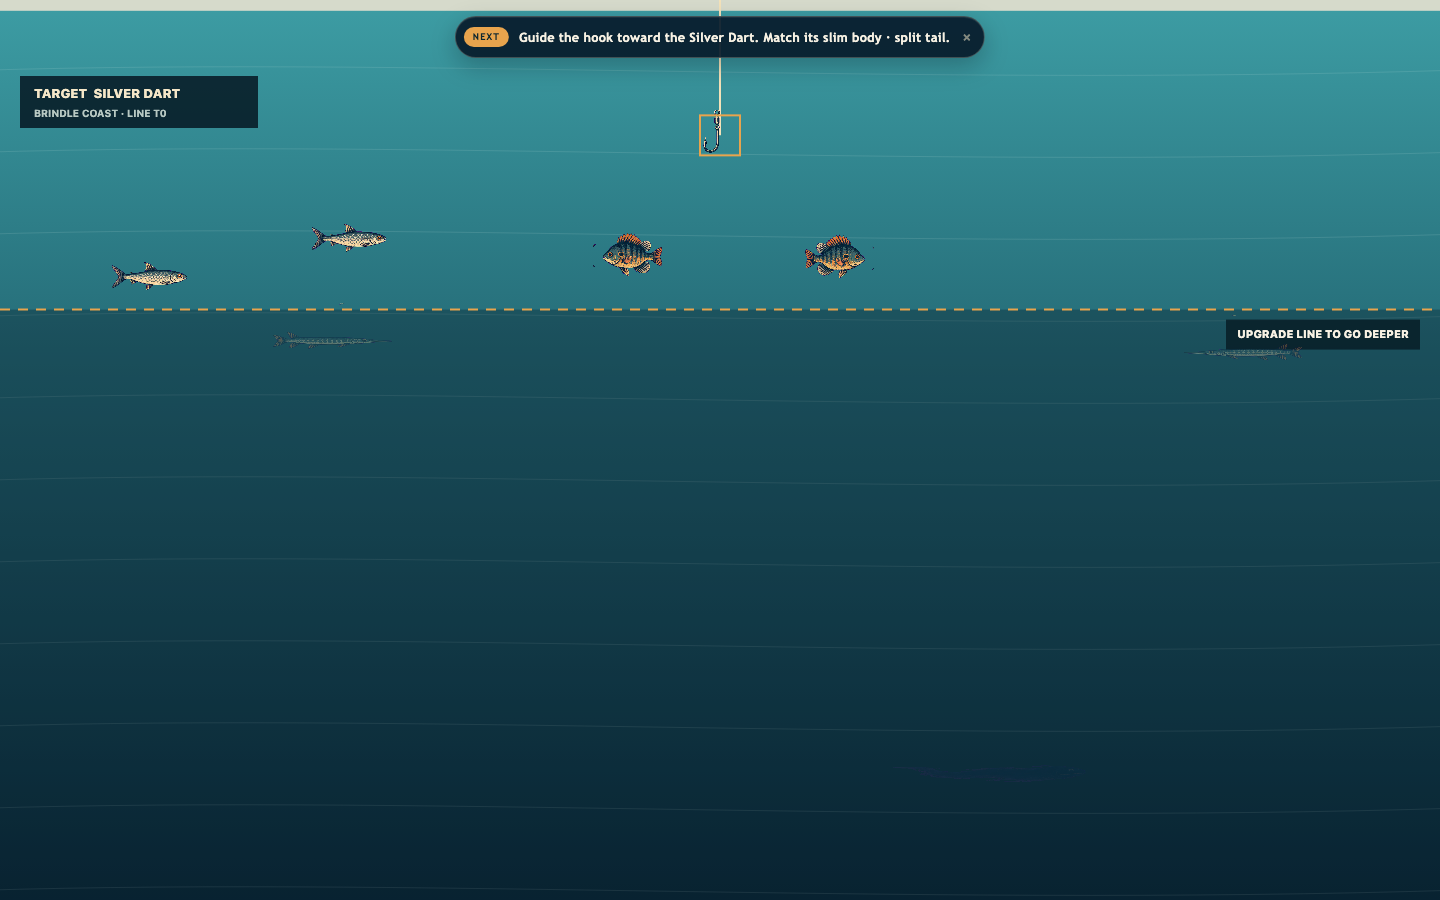 NEXT Guide the hook toward the Silver Dart. Match its slim body · split tail. ×
TARGET SILVER DART
BRINDLE COAST · LINE T0
UPGRADE LINE TO GO DEEPER